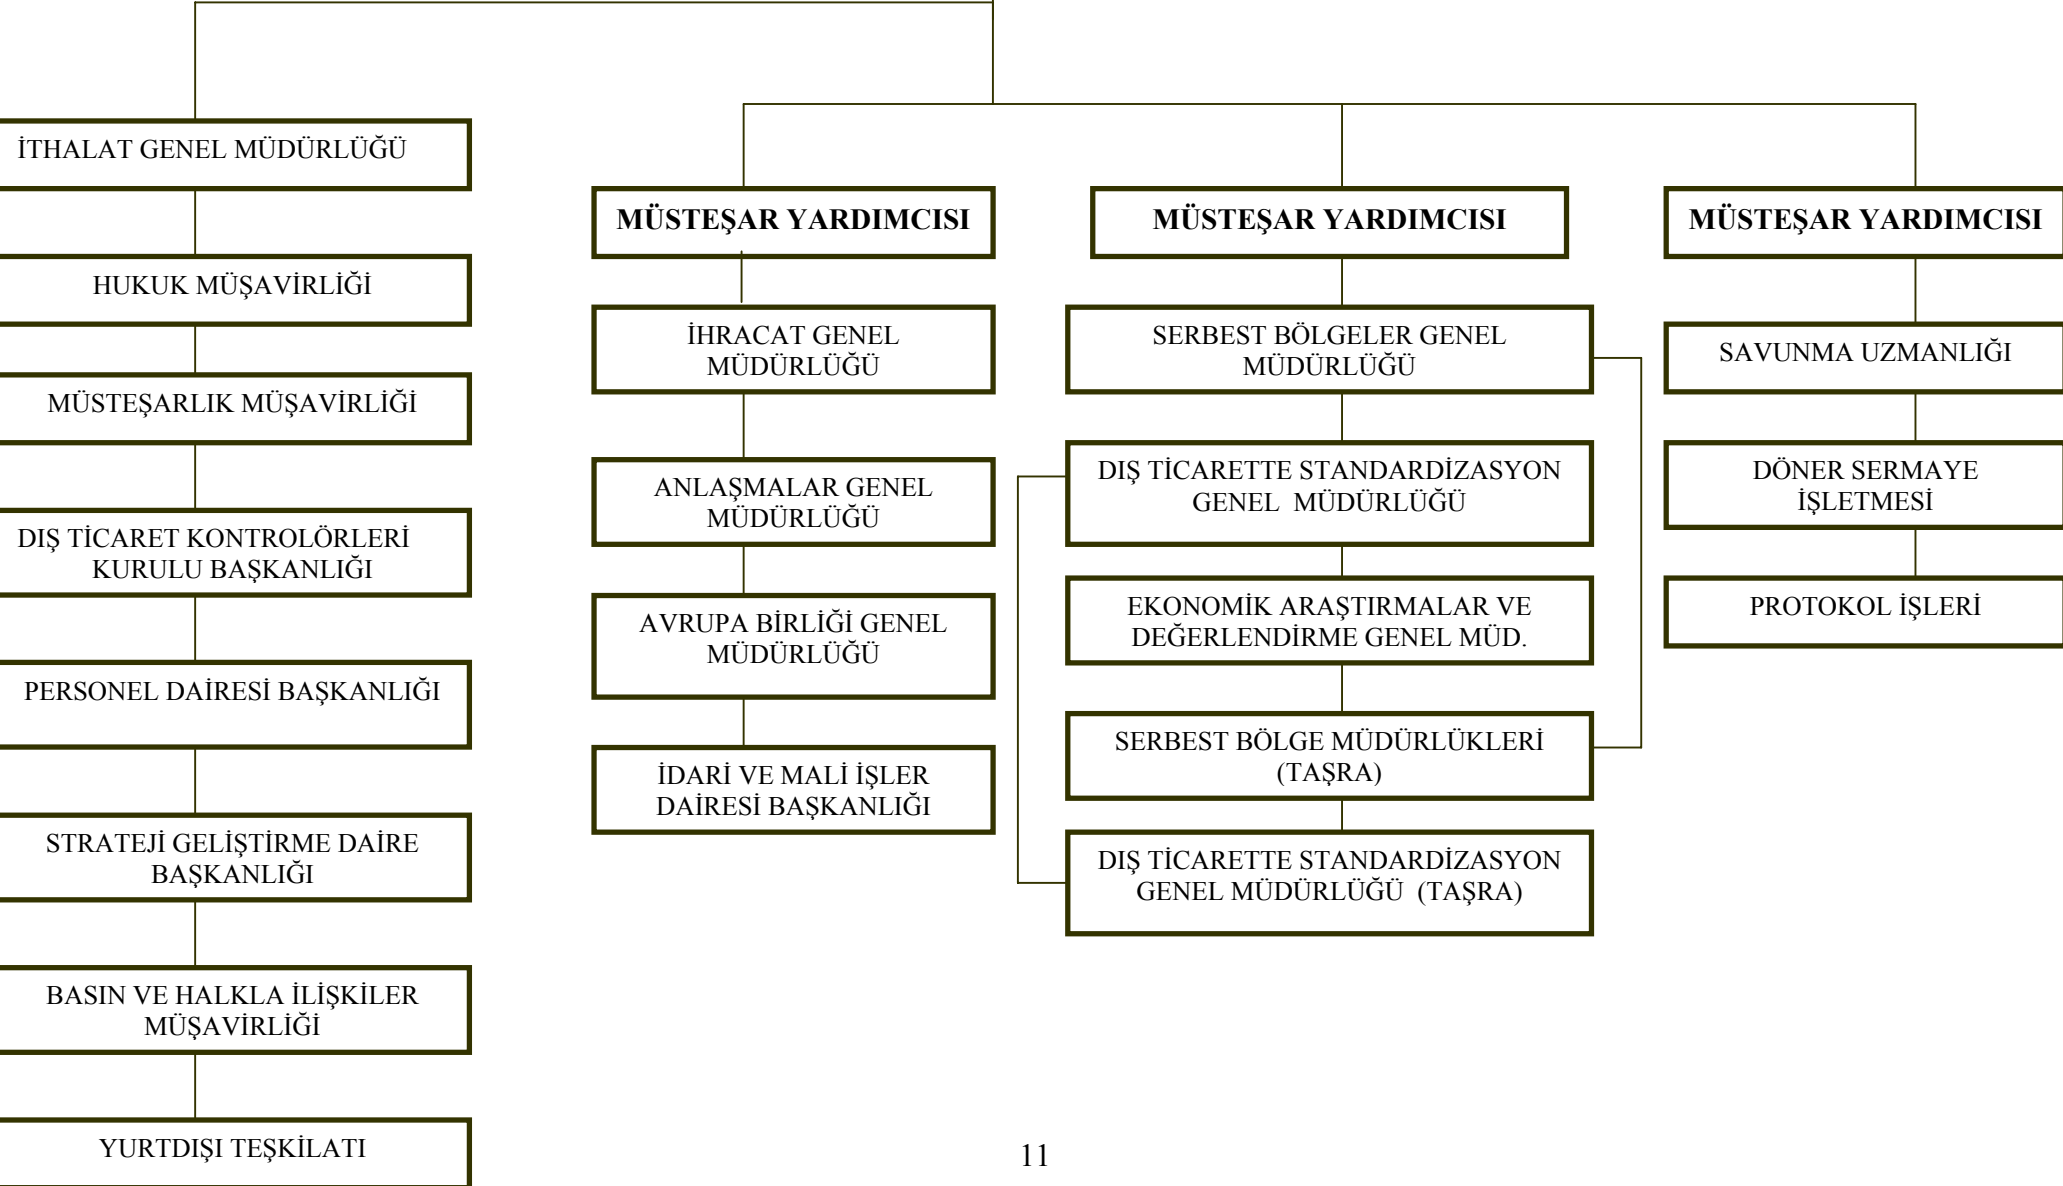 İTHALAT GENEL MÜDÜRLÜĞÜ
HUKUK MÜŞAVİRLİĞİ
MÜSTEŞARLIK MÜŞAVİRLİĞİ
DIŞ TİCARET KONTROLÖRLERİ
KURULU BAŞKANLIĞI
PERSONEL DAİRESİ BAŞKANLIĞI
STRATEJİ GELİŞTİRME DAİRE
BAŞKANLIĞI
BASIN VE HALKLA İLİŞKİLER
MÜŞAVİRLİĞİ
YURTDIŞI TEŞKİLATI
MÜSTEŞAR YARDIMCISI
İHRACAT GENEL
MÜDÜRLÜĞÜ
ANLAŞMALAR GENEL
MÜDÜRLÜĞÜ
AVRUPA BİRLİĞİ GENEL
MÜDÜRLÜĞÜ
İDARİ VE MALİ İŞLER
DAİRESİ BAŞKANLIĞI
MÜSTEŞAR YARDIMCISI
SERBEST BÖLGELER GENEL
MÜDÜRLÜĞÜ
DIŞ TİCARETTE STANDARDİZASYON
GENEL MÜDÜRLÜĞÜ
EKONOMİK ARAŞTIRMALAR VE
DEĞERLENDİRME GENEL MÜD.
SERBEST BÖLGE MÜDÜRLÜKLERİ
(TAŞRA)
DIŞ TİCARETTE STANDARDİZASYON
GENEL MÜDÜRLÜĞÜ (TAŞRA)
MÜSTEŞAR YARDIMCISI
SAVUNMA UZMANLIĞI
DÖNER SERMAYE
İŞLETMESİ
PROTOKOL İŞLERİ
11